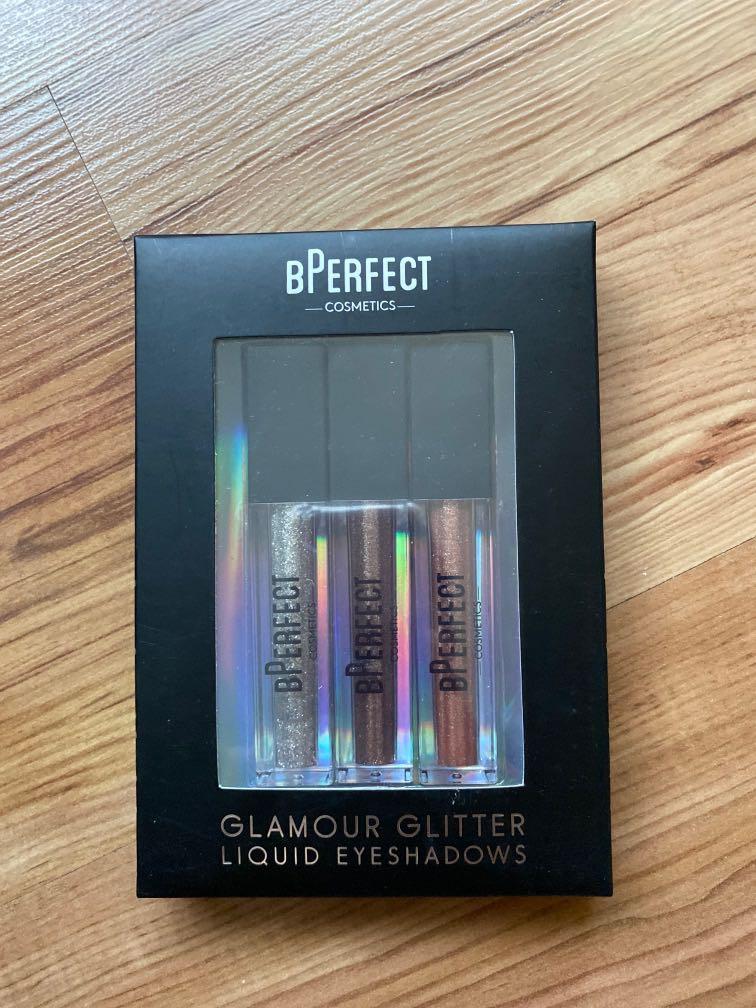 BPERFECT
COSMETICS
BPERFECT
COSMETICS
BPERFECT
COSMETICS
BPERFECT
COSMETICS
GLAMOUR GLITTER
LIQUID EYESHADOWS